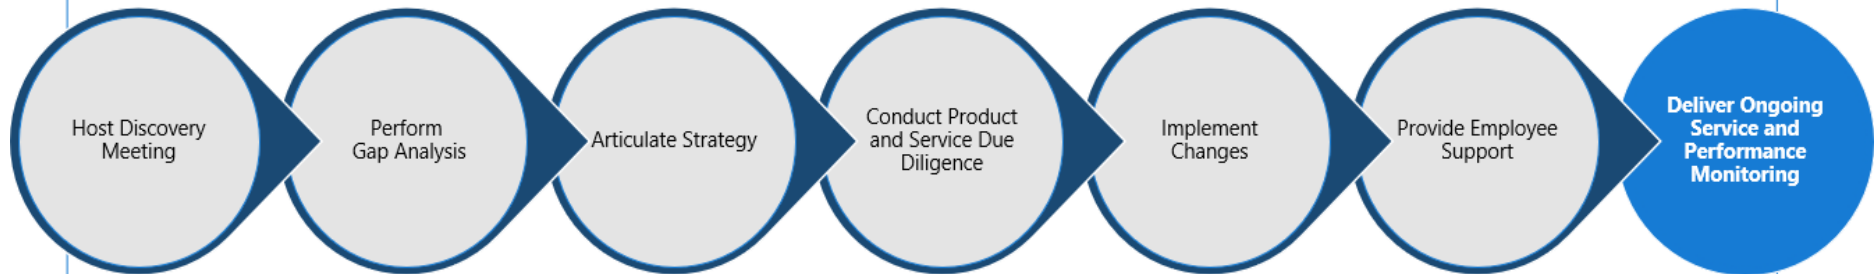 Host Discovery
Meeting
Perform
Gap Analysis
Articulate Strategy
Conduct Product
and Service Due
Diligence
Implement
Changes
Provide Employee
Support
Deliver Ongoing
Service and
Performance
Monitoring